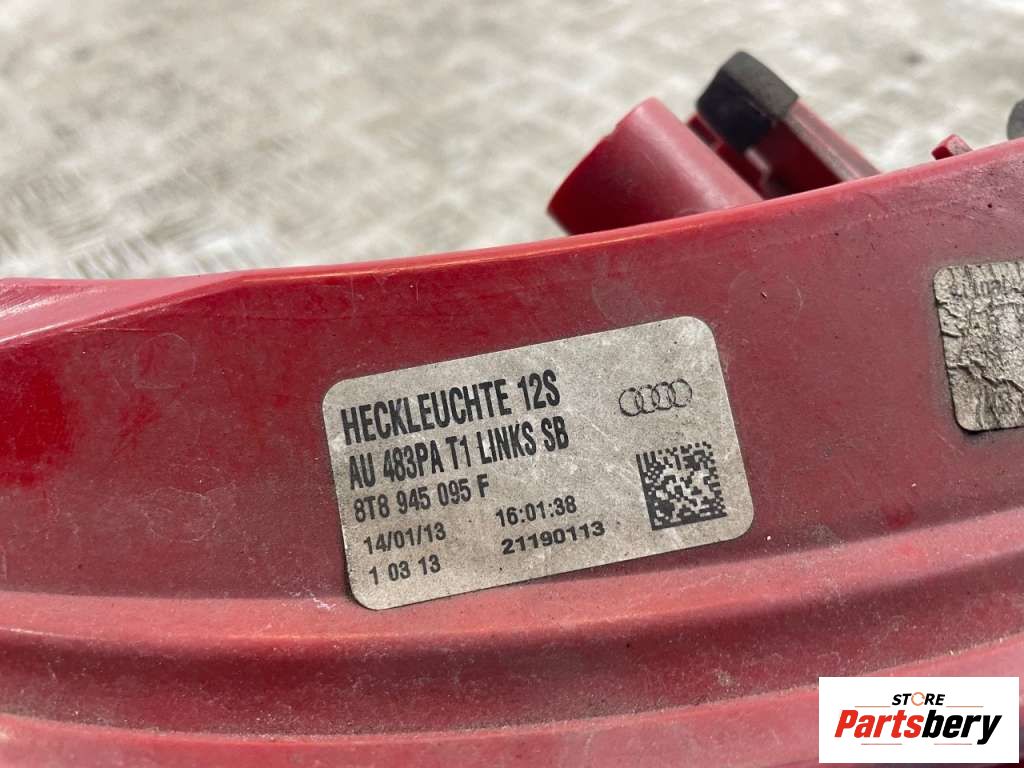 HECKLEUCHTE 12S
AU 483PA T1 LINKS SB
8T8 945 095 F
14/01/13 16:01:38
1 03 13 21190113
STORE
Partsbery